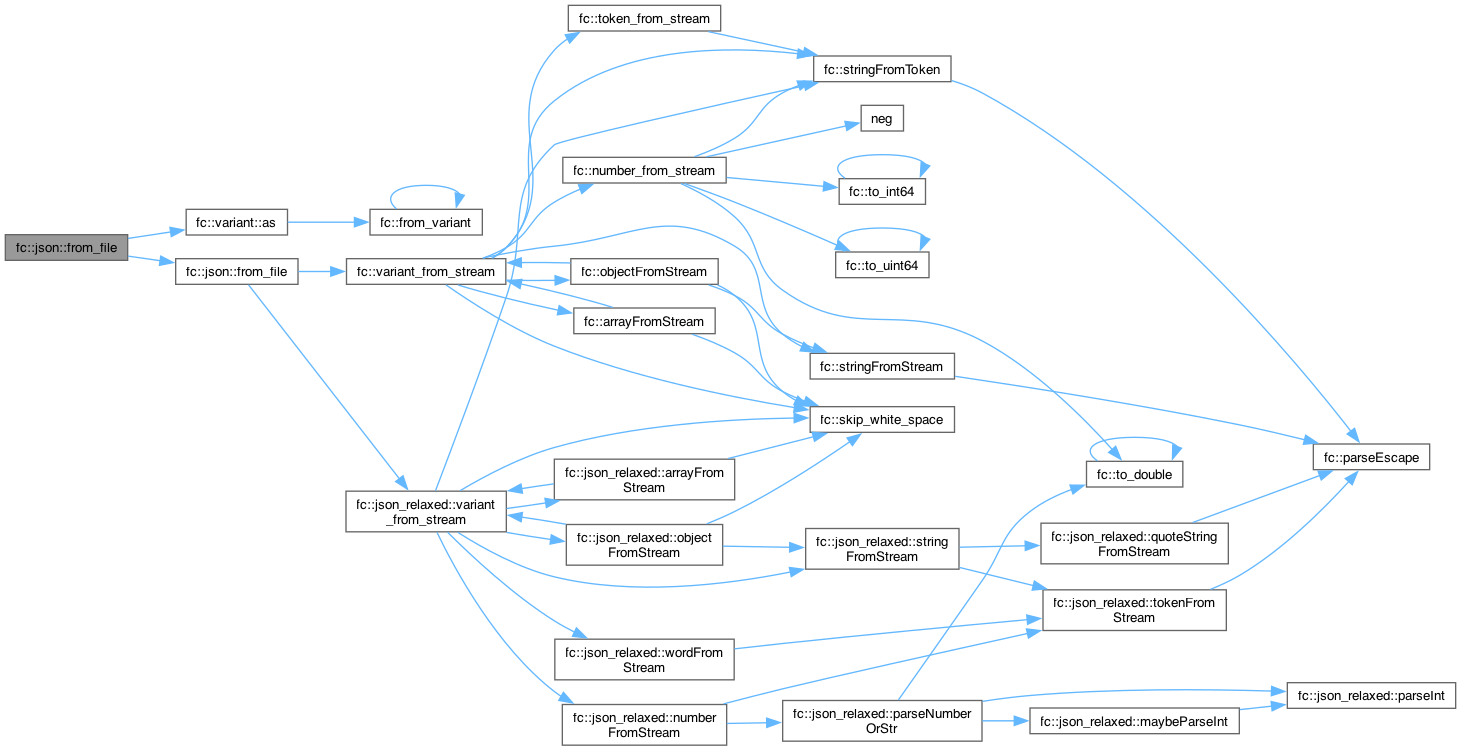 fc::token_from_stream
fc::stringFromToken
neg
fc::number_from_stream
fc::to_int64
fc::variant::as
fc::from_variant
fc::json::from_file
fc::json::from_file
fc::variant_from_stream
fc::objectFromStream
fc::to_uint64
fc::arrayFromStream
fc::stringFromStream
fc::skip_white_space
fc::parseEscape
fc::json_relaxed::arrayFrom
Stream
fc::to_double
fc::json_relaxed::variant
_from_stream
fc::json_relaxed::object
FromStream
fc::json_relaxed::string
FromStream
fc::json_relaxed::quoteString
FromStream
fc::json_relaxed::tokenFrom
Stream
fc::json_relaxed::wordFrom
Stream
fc::json_relaxed::number
FromStream
fc::json_relaxed::parseNumber
OrStr
fc::json_relaxed::maybeParseInt
fc::json_relaxed::parseInt